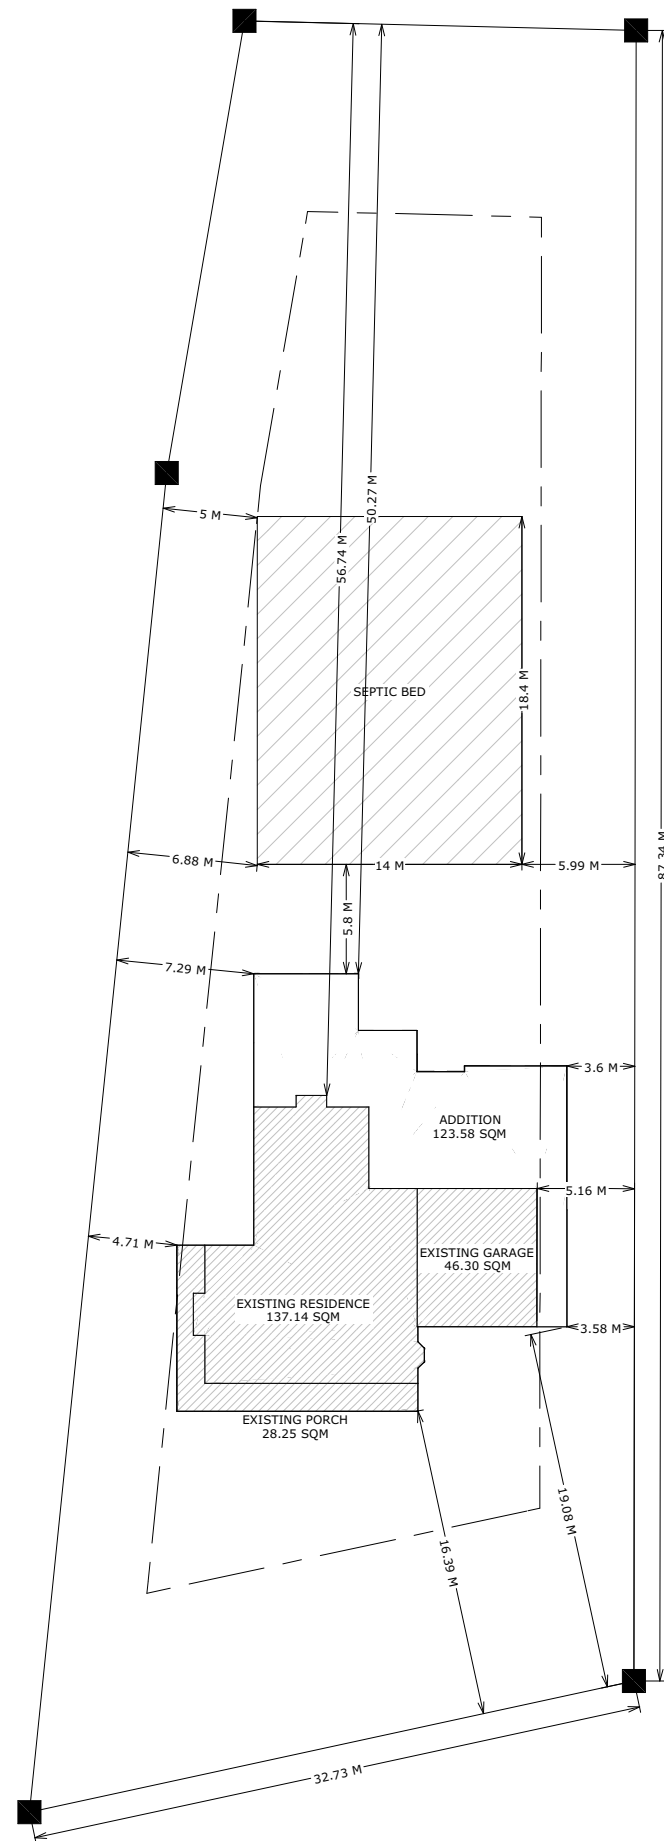 56.74 M
50.27 M
5 M
87.34 M
SEPTIC BED
18.4 M
6.88 M
14 M
5.99 M
5.8 M
7.29 M
3.6 M
ADDITION
123.58 SQM
5.16 M
4.71 M
EXISTING GARAGE
46.30 SQM
EXISTING RESIDENCE
137.14 SQM
3.58 M
EXISTING PORCH
28.25 SQM
19.08 M
16.39 M
32.73 M